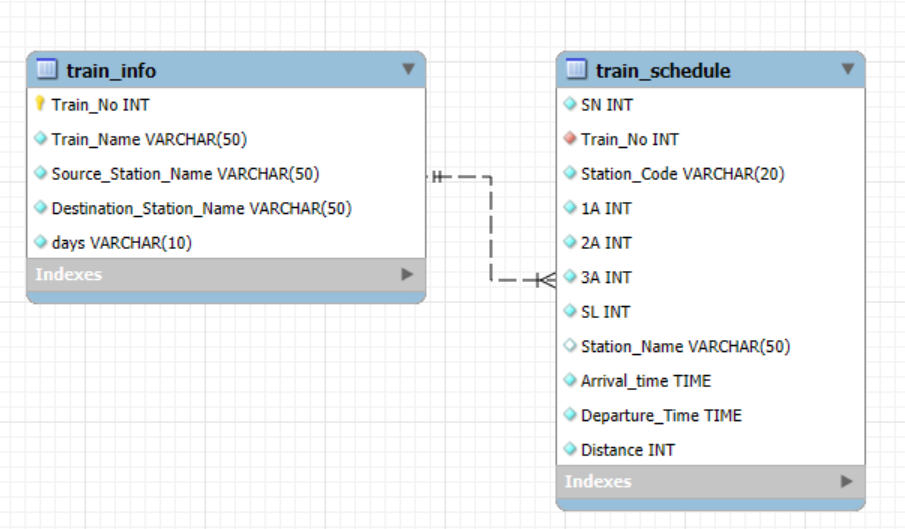 train_info
Train_No INT
Train_Name VARCHAR(50)
Source_Station_Name VARCHAR(50)
Destination_Station_Name VARCHAR(50)
days VARCHAR(10)
Indexes
train_schedule
SN INT
Train_No INT
Station_Code VARCHAR(20)
1A INT
2A INT
3A INT
SL INT
Station_Name VARCHAR(50)
Arrival_time TIME
Departure_Time TIME
Distance INT
Indexes